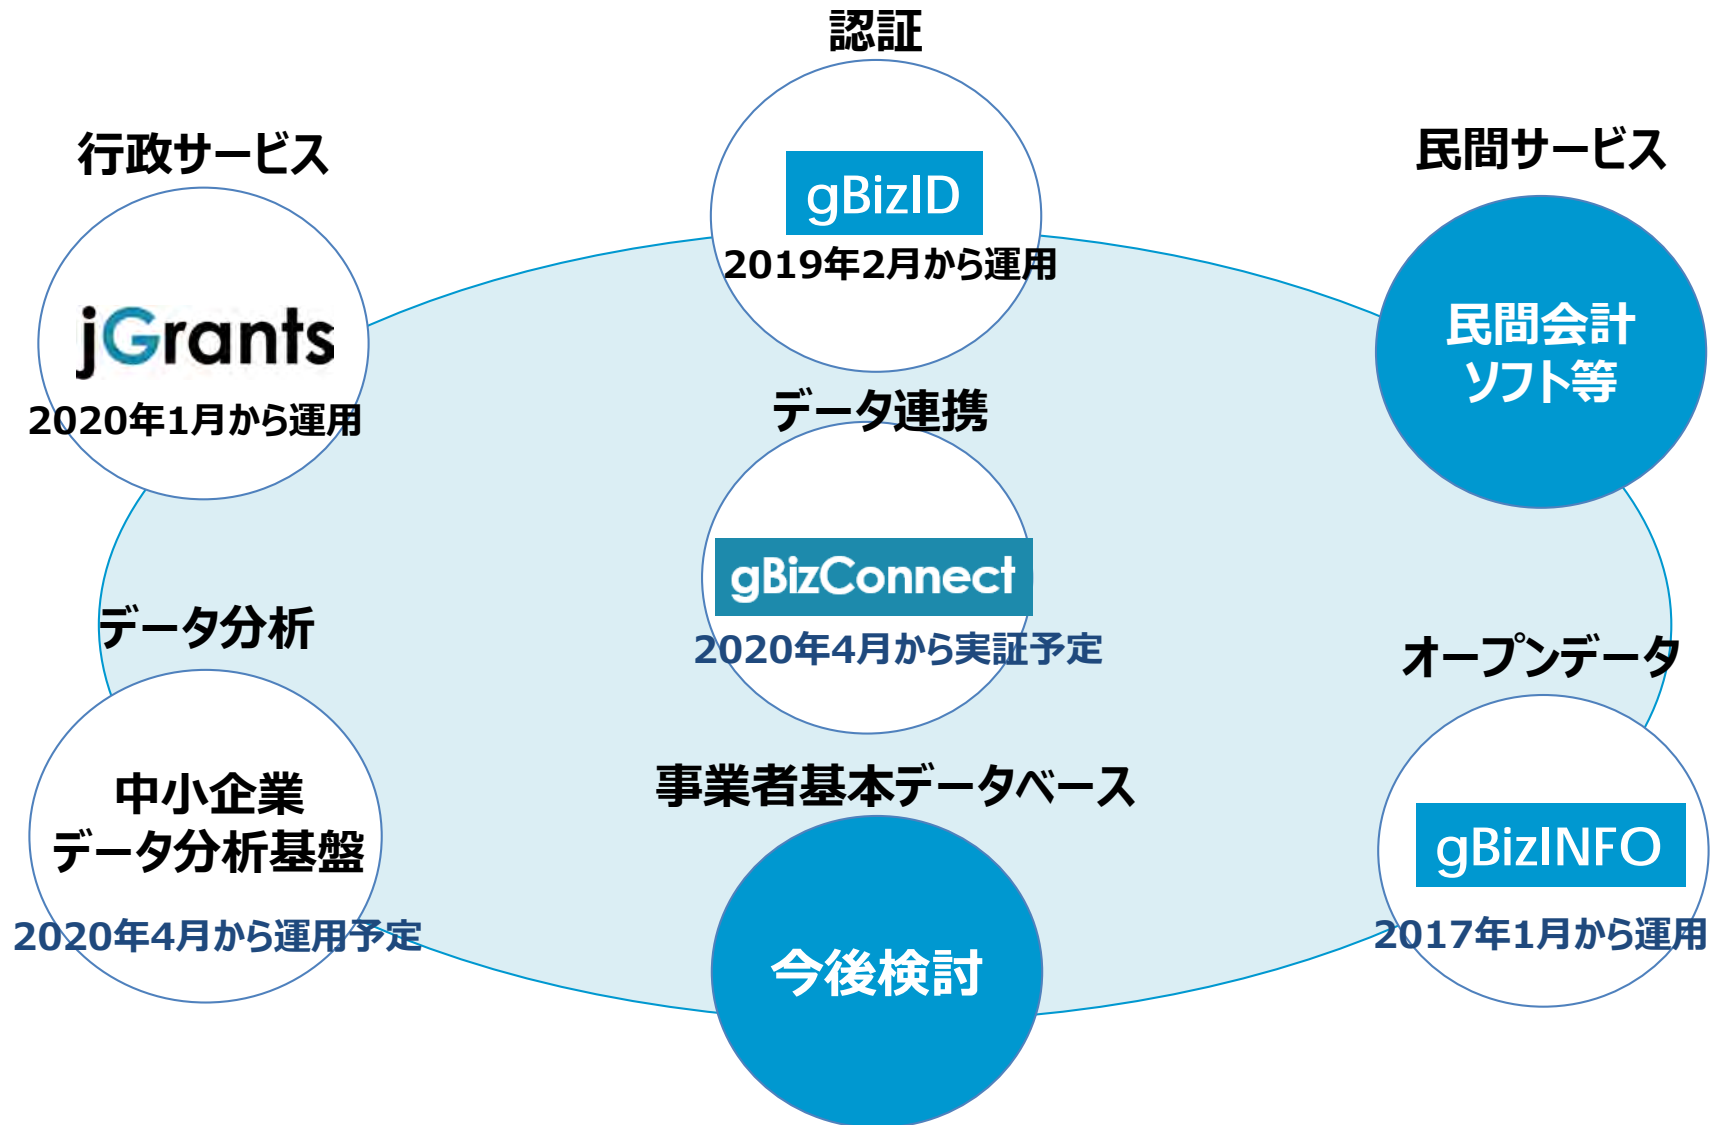 認証
gBizID
2019年2月から運用
行政サービス
jGrants
2020年1月から運用
民間サービス
民間会計
ソフト等
データ連携
gBizConnect
2020年4月から実証予定
データ分析
中小企業
データ分析基盤
2020年4月から運用予定
オープンデータ
gBizINFO
2017年1月から運用
事業者基本データベース
今後検討